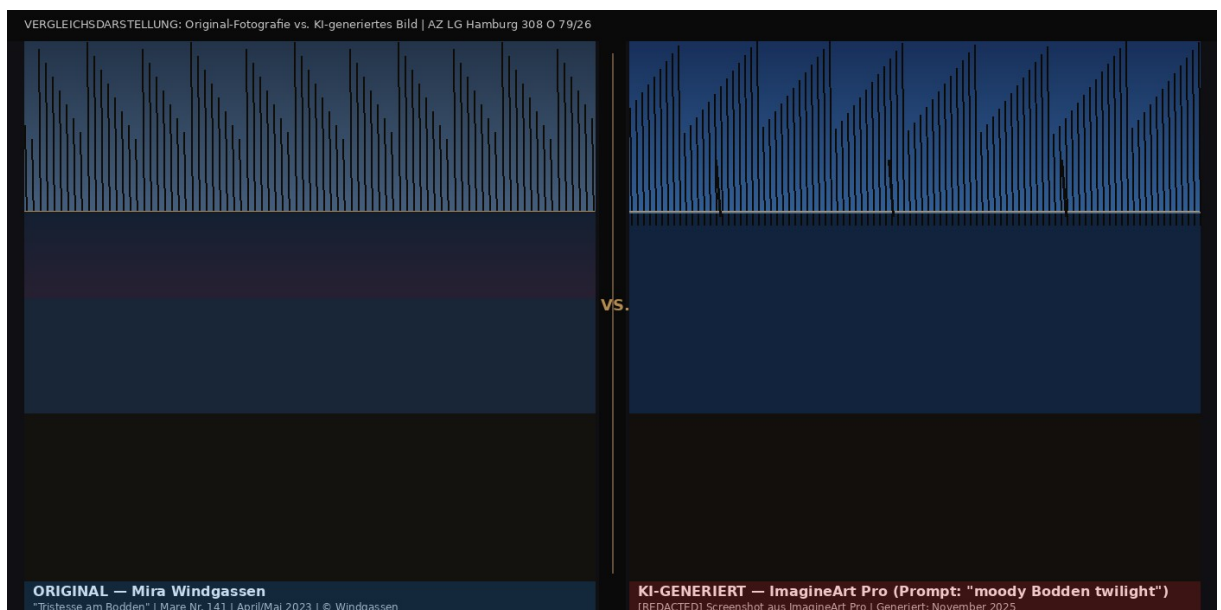 VERGLEICHSDARSTELLUNG: Original-Fotografie vs. KI-generiertes Bild | AZ LG Hamburg 308 O 79/26
VS.
ORIGINAL — Mira Windgassen
"Tristesse am Bodden" | Mare Nr. 141 | April/Mai 2023 | © Windgassen
KI-GENERIERT — ImagineArt Pro (Prompt: "moody Bodden twilight")
[REDACTED] Screenshot aus ImagineArt Pro | Generiert: November 2025